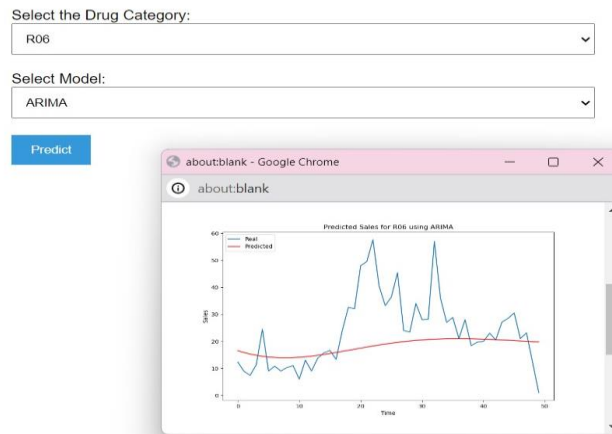 Select the Drug Category:
R06
Select Model:
ARIMA
Predict
about:blank - Google Chrome
about:blank
Predicted Sales for R06 using ARIMA
Real
Predicted
60
50
40
30
20
10
0
Sales
0 10 20 30 40 50
Time